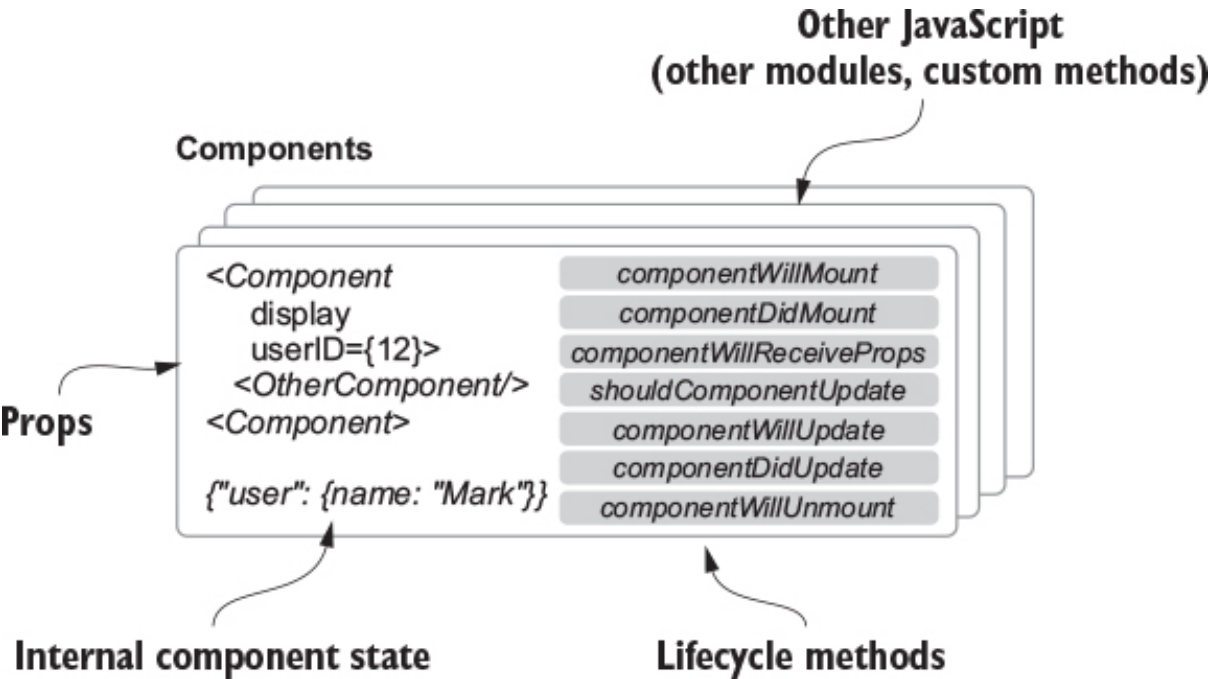 Other JavaScript
(other modules, custom methods)
Components
<Component
display
userID={12}>
<OtherComponent/>
<Component>
{"user": {name: "Mark"}}
componentWillMount
componentDidMount
componentWillReceiveProps
shouldComponentUpdate
componentWillUpdate
componentDidUpdate
componentWillUnmount
Props
Internal component state
Lifecycle methods